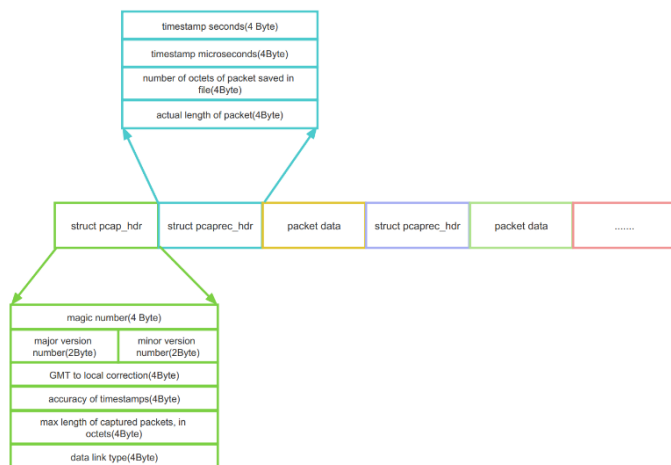 timestamp seconds(4 Byte)
timestamp microseconds(4Byte)
number of octets of packet saved in
file(4Byte)
actual length of packet(4Byte)
struct pcap_hdr
struct pcaprec_hdr
packet data
struct pcaprec_hdr
packet data
.......
magic number(4 Byte)
major version
number(2Byte)
minor version
number(2Byte)
GMT to local correction(4Byte)
accuracy of timestamps(4Byte)
max length of captured packets, in
octets(4Byte)
data link type(4Byte)